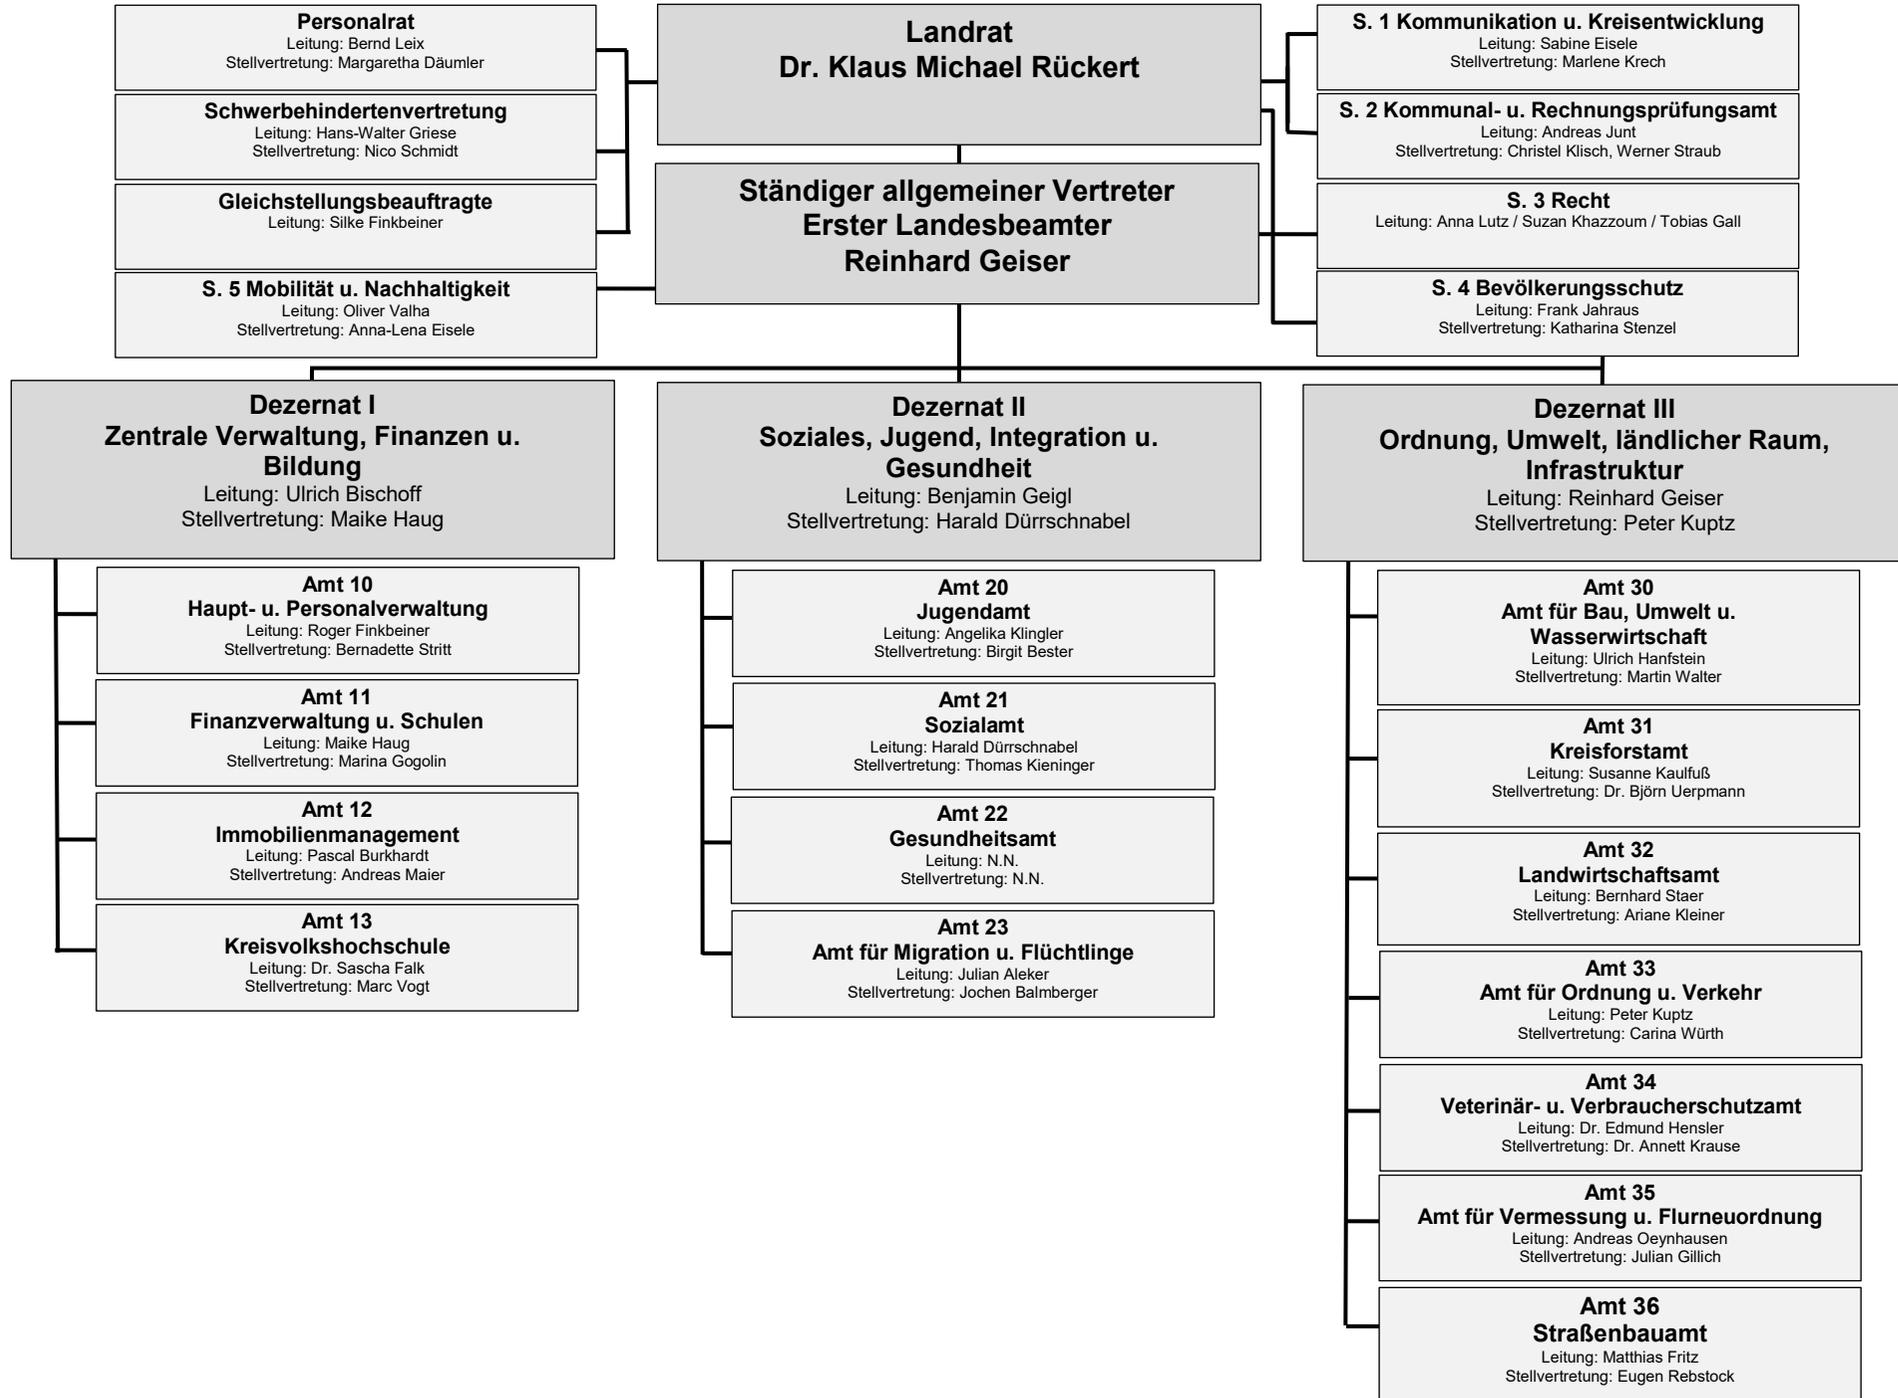 Personalrat
Leitung: Bernd Leix
Stellvertretung: Margaretha Däumler
Schwerbehindertenvertretung
Leitung: Hans-Walter Griese
Stellvertretung: Nico Schmidt
Gleichstellungsbeauftragte
Leitung: Silke Finkbeiner
S. 5 Mobilität u. Nachhaltigkeit
Leitung: Oliver Valha
Stellvertretung: Anna-Lena Eisele
Landrat
Dr. Klaus Michael Rückert
Ständiger allgemeiner Vertreter
Erster Landesbeamter
Reinhard Geiser
S. 1 Kommunikation u. Kreisentwicklung
Leitung: Sabine Eisele
Stellvertretung: Marlene Krech
S. 2 Kommunal- u. Rechnungsprüfungsamt
Leitung: Andreas Junt
Stellvertretung: Christel Klisch, Werner Straub
S. 3 Recht
Leitung: Anna Lutz / Suzan Khazzoum / Tobias Gall
S. 4 Bevölkerungsschutz
Leitung: Frank Jahraus
Stellvertretung: Katharina Stenzel
Dezernat I
Zentrale Verwaltung, Finanzen u.
Bildung
Leitung: Ulrich Bischoff
Stellvertretung: Maike Haug
Amt 10
Haupt- u. Personalverwaltung
Leitung: Roger Finkbeiner
Stellvertretung: Bernadette Stritt
Amt 11
Finanzverwaltung u. Schulen
Leitung: Maike Haug
Stellvertretung: Marina Gogolin
Amt 12
Immobilienmanagement
Leitung: Pascal Burkhardt
Stellvertretung: Andreas Maier
Amt 13
Kreisvolkshochschule
Leitung: Dr. Sascha Falk
Stellvertretung: Marc Vogt
Dezernat II
Soziales, Jugend, Integration u.
Gesundheit
Leitung: Benjamin Geigl
Stellvertretung: Harald Dürrschnabel
Amt 20
Jugendamt
Leitung: Angelika Klingler
Stellvertretung: Birgit Bester
Amt 21
Sozialamt
Leitung: Harald Dürrschnabel
Stellvertretung: Thomas Kieninger
Amt 22
Gesundheitsamt
Leitung: N.N.
Stellvertretung: N.N.
Amt 23
Amt für Migration u. Flüchtlinge
Leitung: Julian Aleker
Stellvertretung: Jochen Balmberger
Dezernat III
Ordnung, Umwelt, ländlicher Raum,
Infrastruktur
Leitung: Reinhard Geiser
Stellvertretung: Peter Kuptz
Amt 30
Amt für Bau, Umwelt u.
Wasserwirtschaft
Leitung: Ulrich Hanfstein
Stellvertretung: Martin Walter
Amt 31
Kreisforstamt
Leitung: Susanne Kaulfuß
Stellvertretung: Dr. Björn Uerpmann
Amt 32
Landwirtschaftsamt
Leitung: Bernhard Staer
Stellvertretung: Ariane Kleiner
Amt 33
Amt für Ordnung u. Verkehr
Leitung: Peter Kuptz
Stellvertretung: Carina Würth
Amt 34
Veterinär- u. Verbraucherschutzamt
Leitung: Dr. Edmund Hensler
Stellvertretung: Dr. Annett Krause
Amt 35
Amt für Vermessung u. Flurneuordnung
Leitung: Andreas Oeynhausen
Stellvertretung: Julian Gillich
Amt 36
Straßenbauamt
Leitung: Matthias Fritz
Stellvertretung: Eugen Rebstock